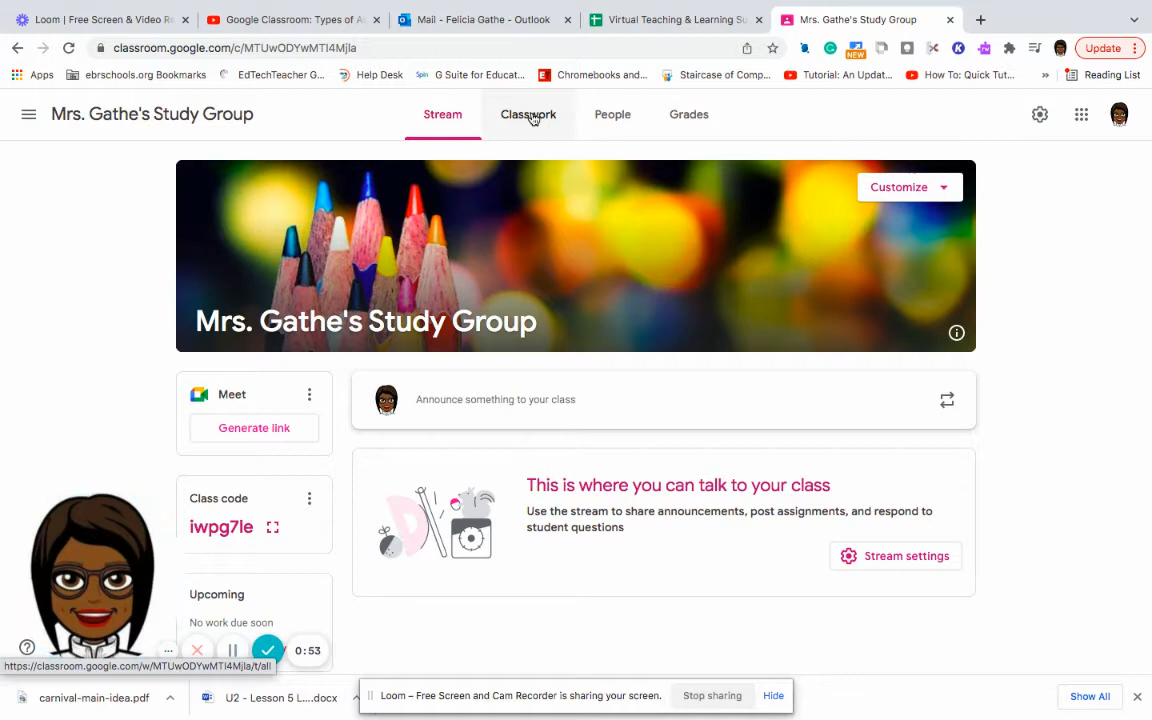 Loom | Free Screen & Video Re
Google Classroom: Types of As
Mail - Felicia Gathe - Outlook
Virtual Teaching & Learning Su
Mrs. Gathe's Study Group
classroom.google.com/c/MTUwODYwMTI4Mjla
NEW
Update
Apps
ebrschools.org Bookmarks
EdTechTeacher G...
Help Desk
Spin
G Suite for Educat...
Chromebooks and...
Staircase of Comp...
Tutorial: An Updat...
How To: Quick Tut...
»
Reading List
Mrs. Gathe's Study Group
Stream
Classwork
People
Grades
Customize
Mrs. Gathe's Study Group
Meet
Generate link
Announce something to your class
Class code
iwpg7le
This is where you can talk to your class
Use the stream to share announcements, post assignments, and respond to
student questions
Stream settings
Upcoming
No work due soon
0:53
https://classroom.google.com/w/MTUwODYwMTI4Mjla/t/all
carnival-main-idea.pdf
U2 - Lesson 5 L....docx
Loom – Free Screen and Cam Recorder is sharing your screen.
Stop sharing
Hide
Show All